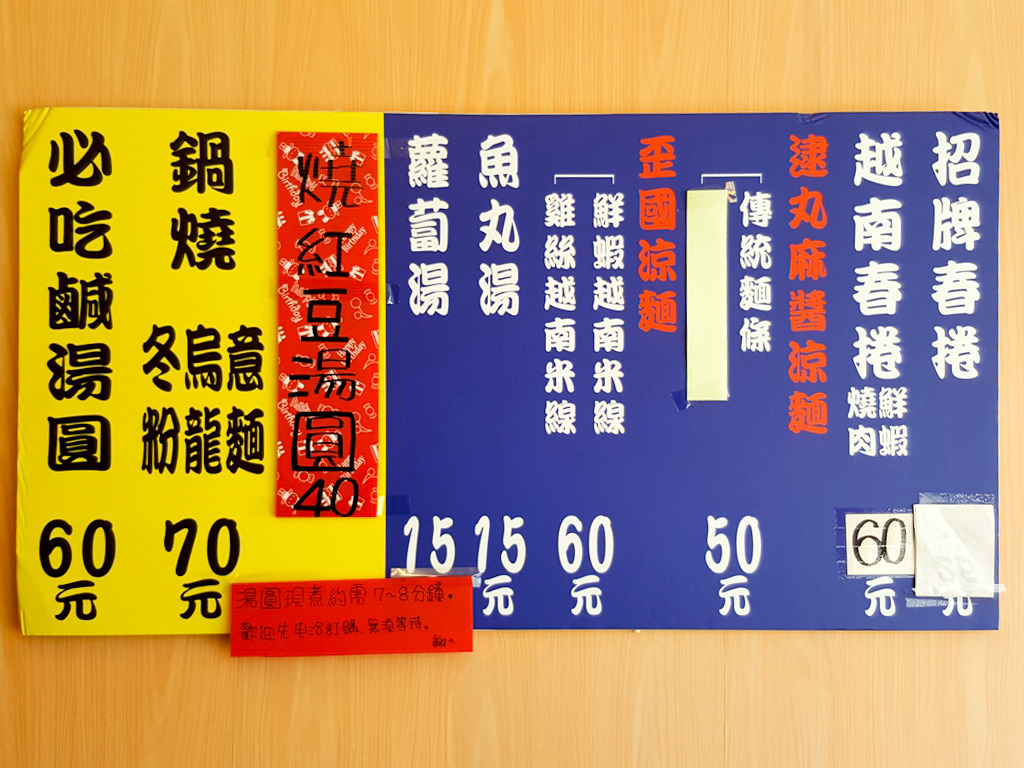 招牌春捲
元
越南春捲
鮮蝦
燒肉
60
元
逮丸麻醬涼麵
傳統麵條
50
元
歪國涼麵
鮮蝦越南米線
雞絲越南米線
60
元
魚丸湯
15
元
蘿蔔湯
15
燒紅豆湯圓
40
鍋燒
意麵
烏龍
冬粉
70
元
必吃鹹湯圓
60
元
湯圓現煮約需7~8分鐘。
歡迎先電洽訂購、無須等待。